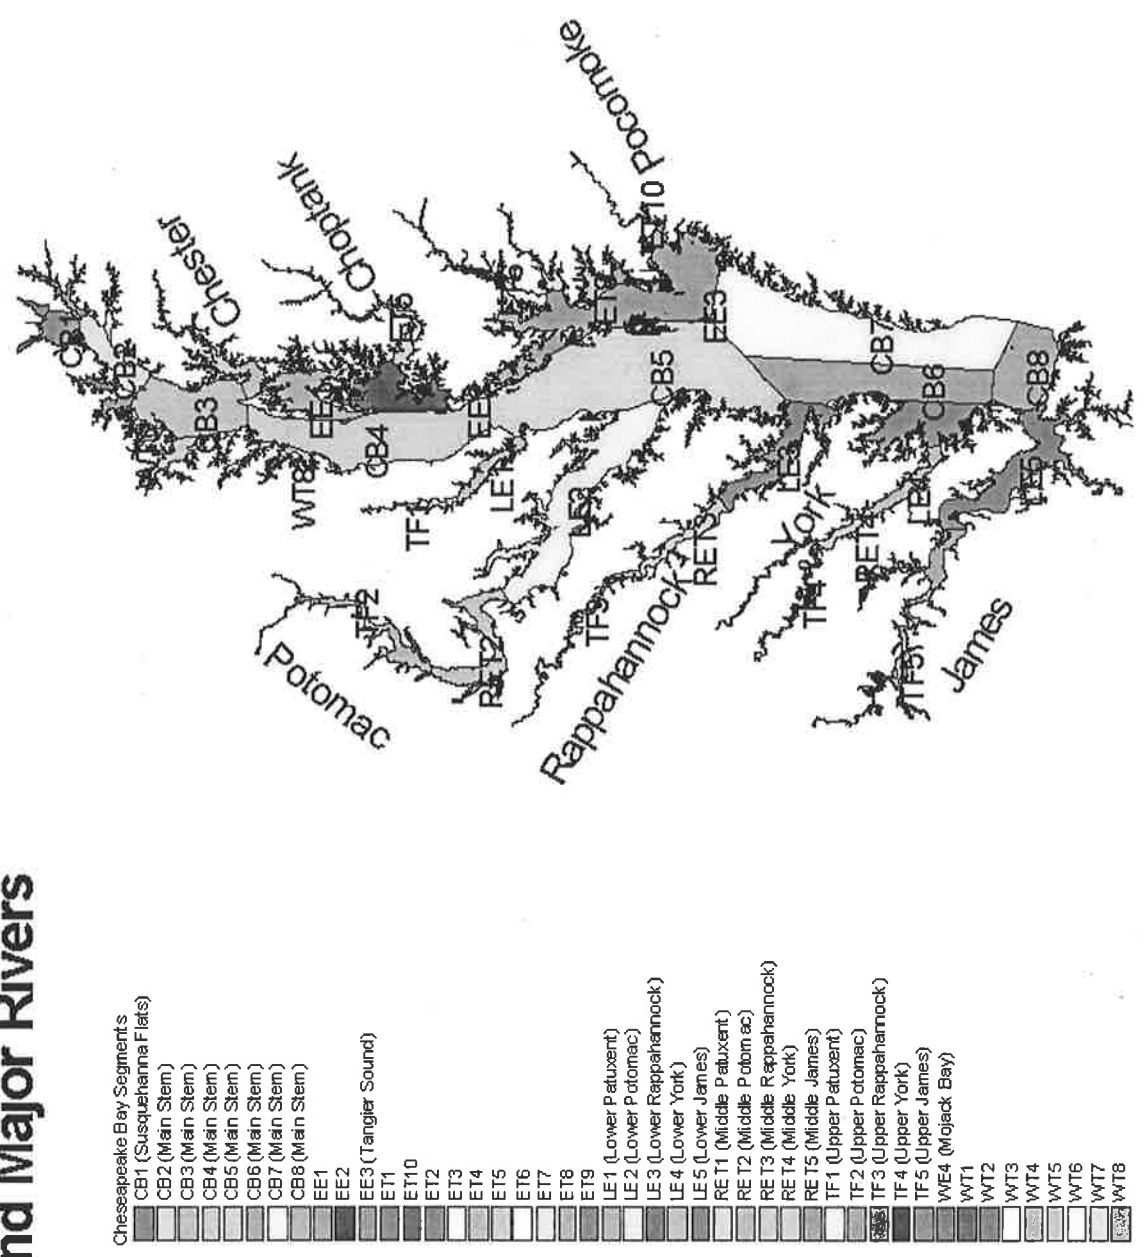 nd Major Rivers
Chesapeake Bay Segments
CB1 (Susquehanna Flats)
CB2 (Main Stem)
CB3 (Main Stem)
CB4 (Main Stem)
CB5 (Main Stem)
CB6 (Main Stem)
CB7 (Main Stem)
CB8 (Main Stem)
EE1
EE2
EE3 (Tangier Sound)
ET1
ET10
ET2
ET3
ET4
ET5
ET6
ET7
ET8
ET9
LE1 (Lower Patuxent)
LE2 (Lower Potomac)
LE3 (Lower Rappahannock)
LE4 (Lower York)
LE5 (Lower James)
RET1 (Middle Patuxent)
RET2 (Middle Potomac)
RET3 (Middle Rappahannock)
RET4 (Middle York)
RET5 (Middle James)
TF1 (Upper Patuxent)
TF2 (Upper Potomac)
TF3 (Upper Rappahannock)
TF4 (Upper York)
TF5 (Upper James)
WE4 (Mojack Bay)
WT1
WT2
WT3
WT4
WT5
WT6
WT7
WT8
CB1
CB2
Chester
CB3
WT8
CB4
Choptank
ET5
TF2
Potomac
RET2
Pocomoke
EE3
CB5
TF3
Rappahannock
RET3
LE3
CB7
CB6
York
TF4
RET4
LE4
CB8
LE5
TF5
James